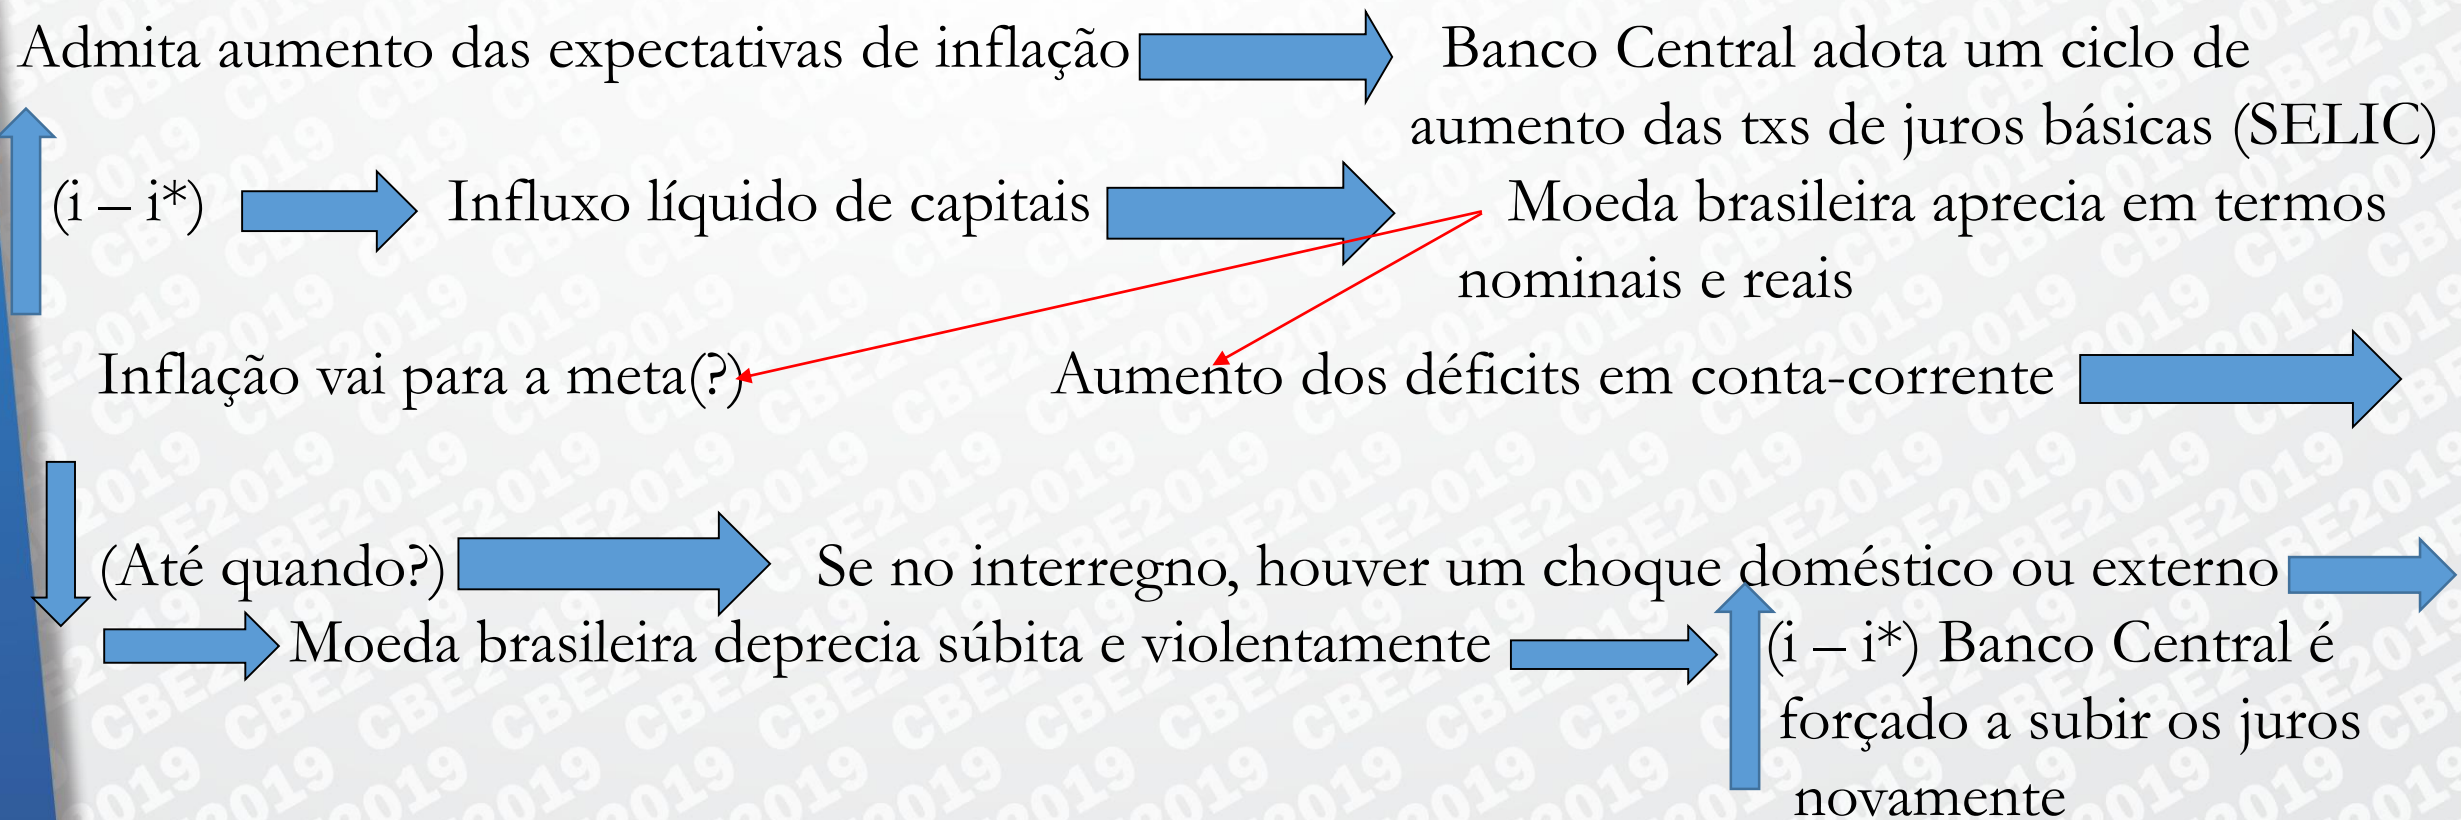 Admita aumento das expectativas de inflação Banco Central adota um ciclo de
aumento das txs de juros básicas (SELIC)
(i – i*) Influxo líquido de capitais Moeda brasileira aprecia em termos
nominais e reais
Inflação vai para a meta(?) Aumento dos déficits em conta-corrente
(Até quando?) Se no interregno, houver um choque doméstico ou externo
Moeda brasileira deprecia súbita e violentamente (i – i*) Banco Central é
forçado a subir os juros
novamente
CBE2019